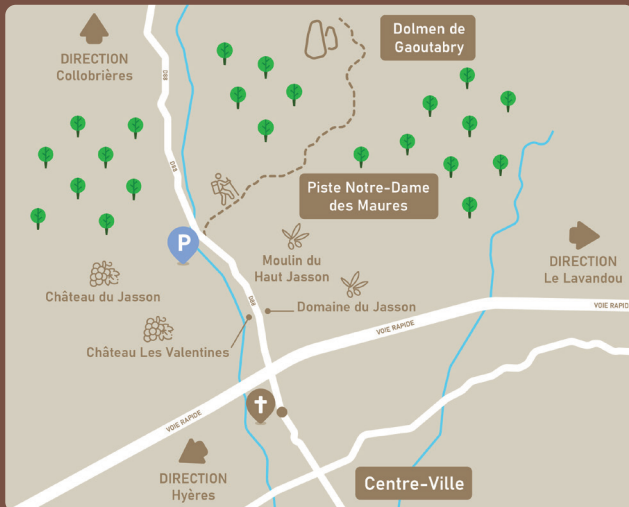 DIRECTION
Collobrières
Dolmen de
Gaoutabry
D88
D88
Piste Notre-Dame
des Maures
P
Moulin du
Haut Jasson
DIRECTION
Le Lavandou
Château du Jasson
D88
Domaine du Jasson
VOIE RAPIDE
VOIE RAPIDE
Château Les Valentines
VOIE RAPIDE
DIRECTION
Hyères
Centre-Ville